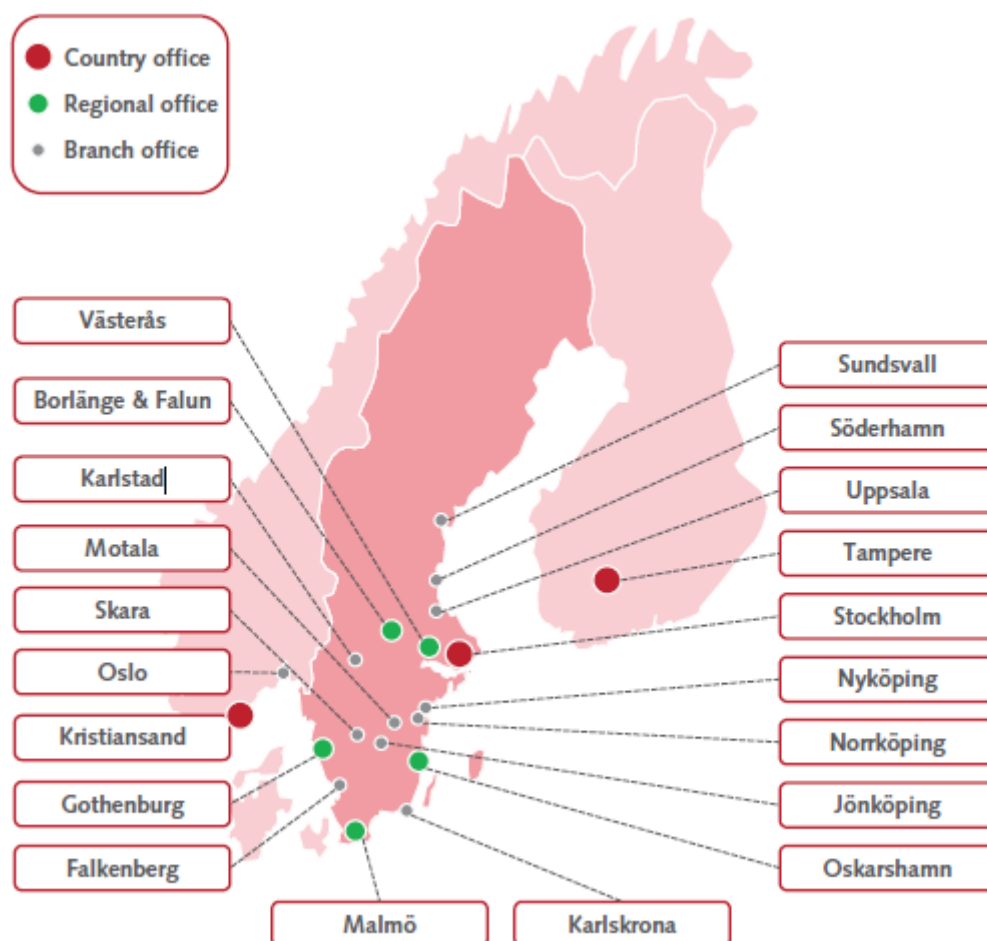 Country office
Regional office
Branch office
Västerås
Borlänge & Falun
Karlstad
Motala
Skara
Oslo
Kristiansand
Gothenburg
Falkenberg
Malmö
Karlskrona
Sundsvall
Söderhamn
Uppsala
Tampere
Stockholm
Nyköping
Norrköping
Jönköping
Oskarshamn